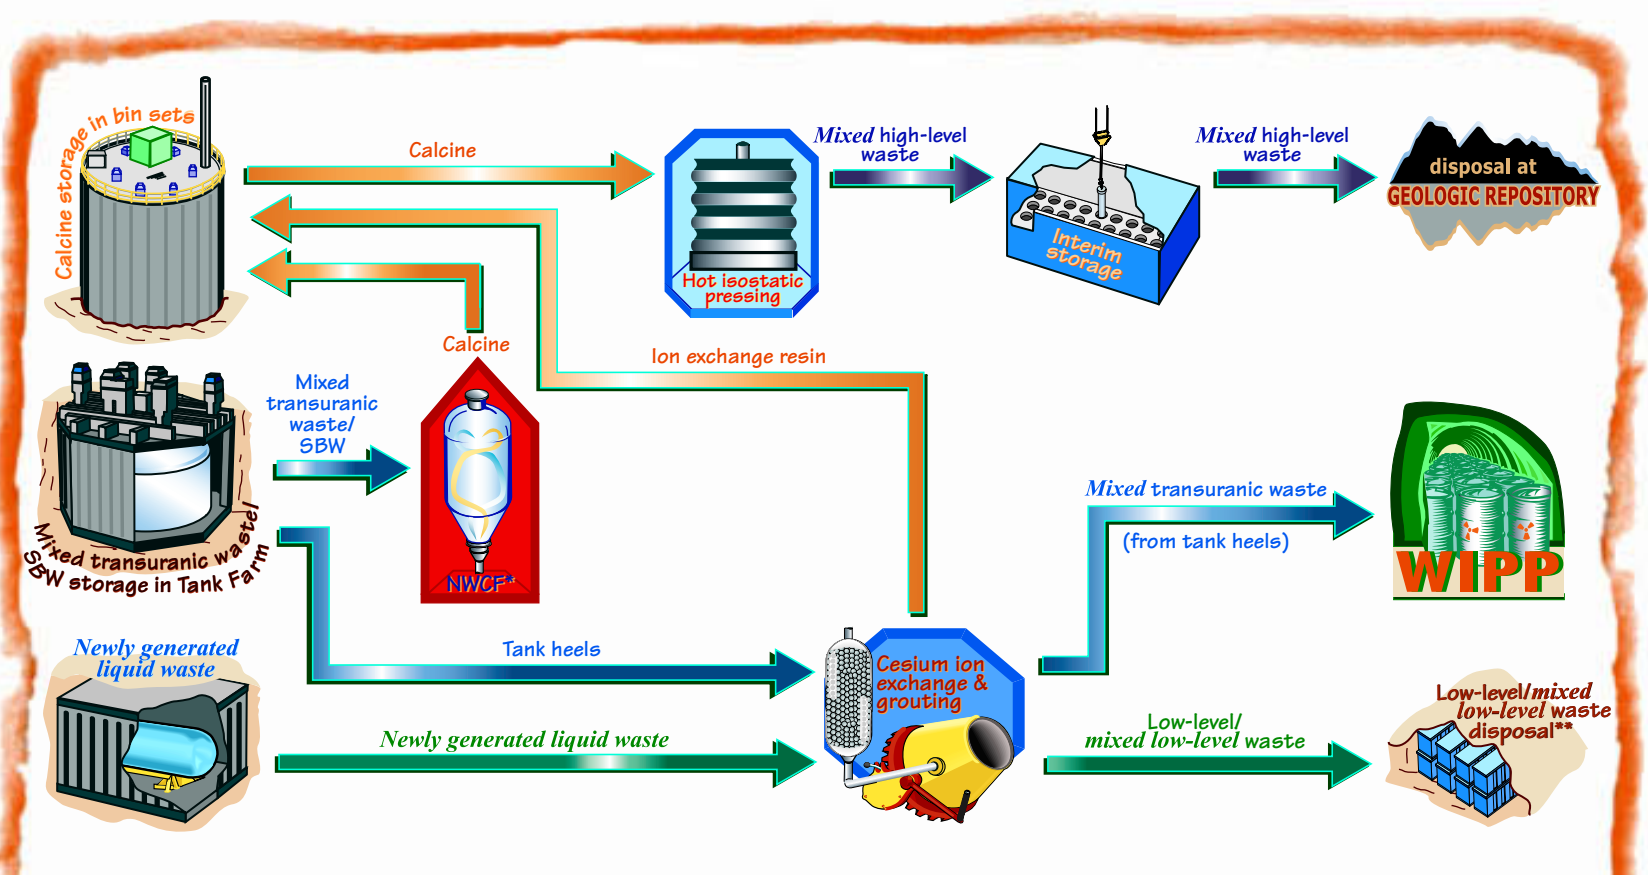 Calcine storage in bin sets
Calcine
Mixed high-level
waste
Mixed high-level
waste
disposal at
GEOLOGIC REPOSITORY
Interim
storage
Hot isostatic
pressing
Calcine
Ion exchange resin
Mixed
transuranic
waste/
SBW
NWCF*
Mixed transuranic waste/
SBW storage in Tank Farm
Mixed transuranic waste
(from tank heels)
WIPP
Newly generated
liquid waste
Tank heels
Cesium ion
exchange &
grouting
Newly generated liquid waste
Low-level/
mixed low-level waste
Low-level/mixed
low-level waste
disposal**